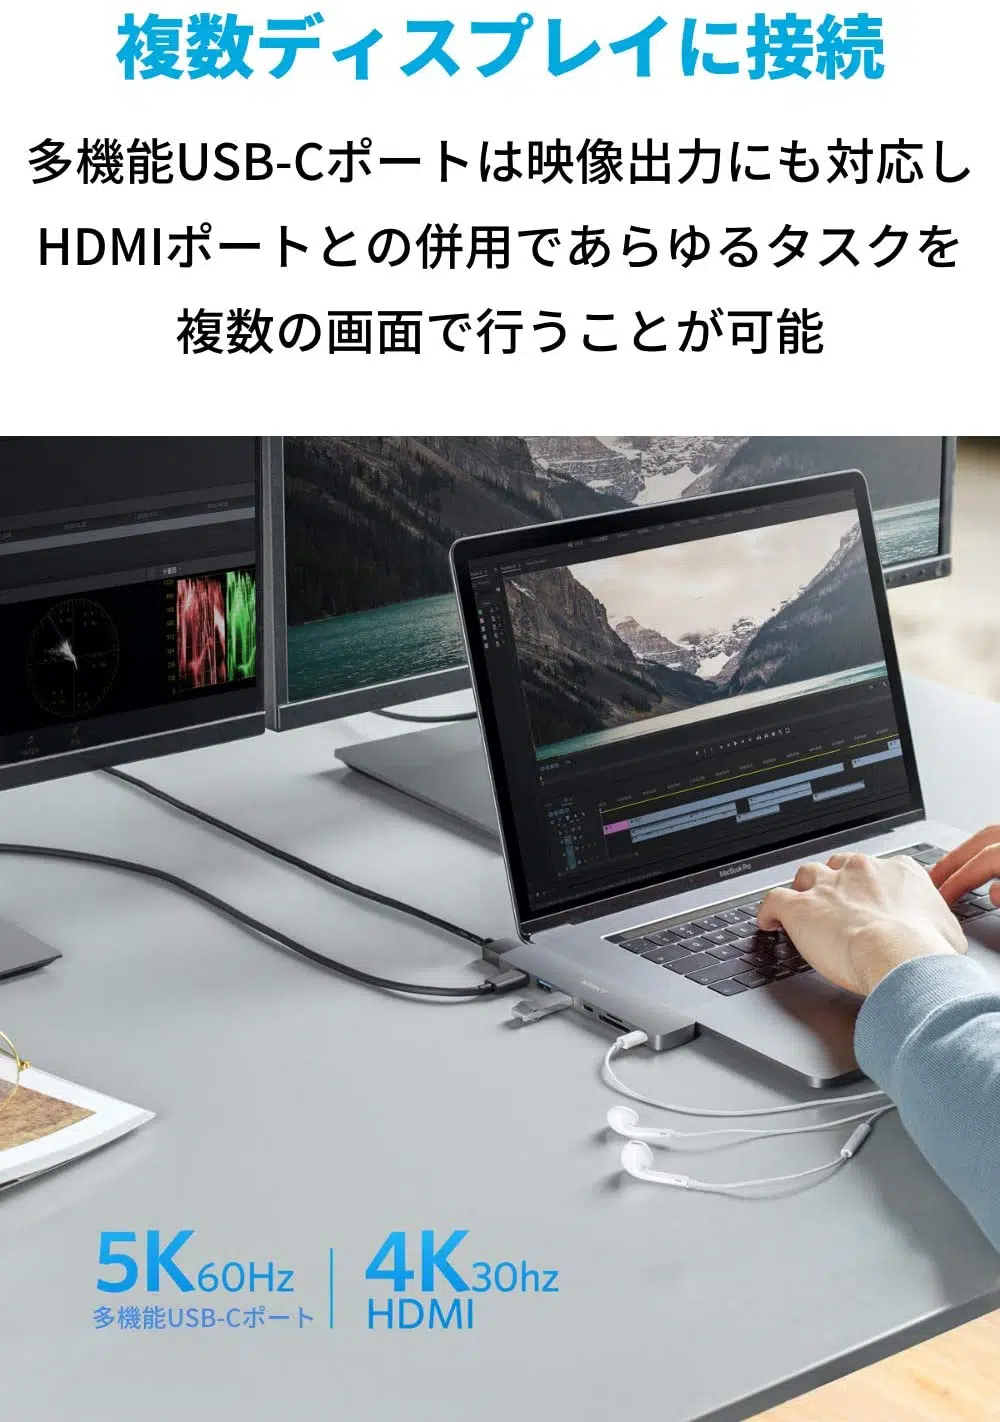 複数ディスプレイに接続
多機能USB-Cポートは映像出力にも対応し
HDMIポートとの併用であらゆるタスクを
複数の画面で行うことが可能
MacBook Pro
ANKER
5K60Hz
多機能USB-Cポート
4K30hz
HDMI